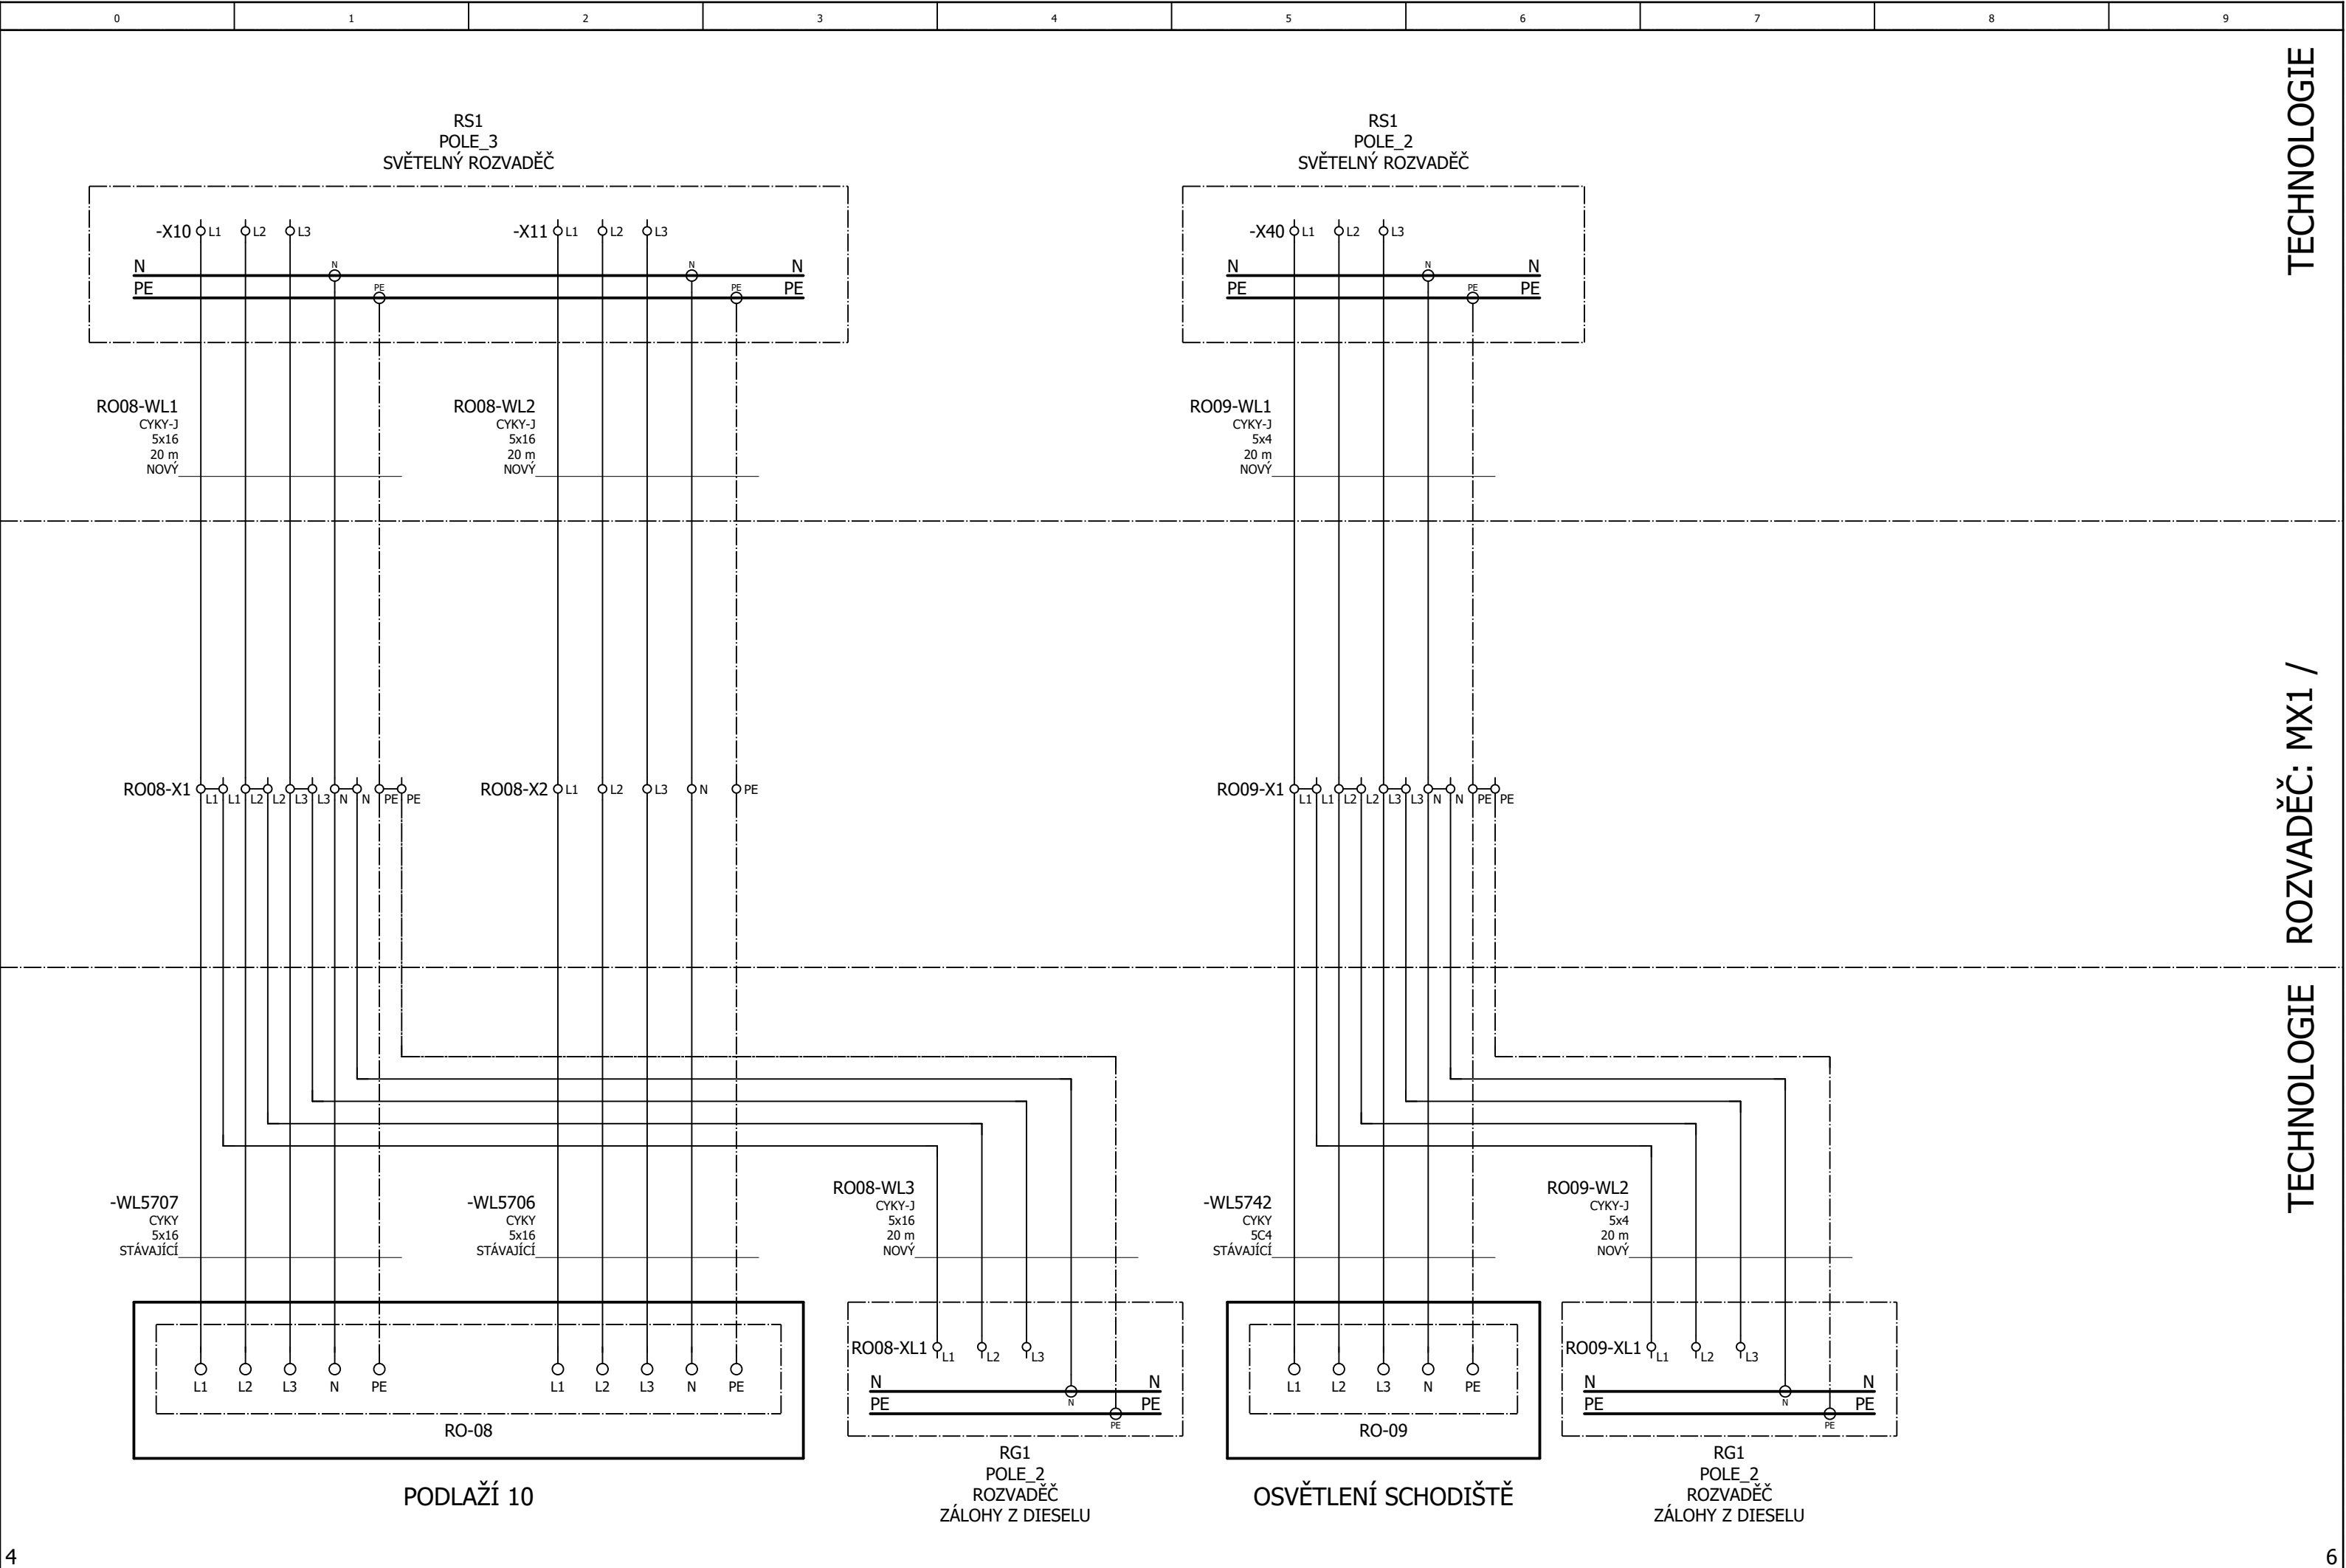 0 1 2 3 4 5 6 7 8 9
TECHNOLOGIE
RS1
POLE_3
SVĚTELNÝ ROZVADĚČ
RS1
POLE_2
SVĚTELNÝ ROZVADĚČ
-X10 L1 L2 L3
-X11 L1 L2 L3
-X40 L1 L2 L3
N N N N
PE PE PE PE
N N N
PE PE PE
RO08-WL1
CYKY-J
5x16
20 m
NOVÝ
RO08-WL2
CYKY-J
5x16
20 m
NOVÝ
RO09-WL1
CYKY-J
5x4
20 m
NOVÝ
ROZVADĚČ: MX1 /
RO08-X1 L1 L1 L2 L2 L3 L3 N N PE PE
RO08-X2 L1 L2 L3 N PE
RO09-X1 L1 L1 L2 L2 L3 L3 N N PE PE
TECHNOLOGIE
-WL5707
CYKY
5x16
STÁVAJÍCÍ
-WL5706
CYKY
5x16
STÁVAJÍCÍ
RO08-WL3
CYKY-J
5x16
20 m
NOVÝ
-WL5742
CYKY
5C4
STÁVAJÍCÍ
RO09-WL2
CYKY-J
5x4
20 m
NOVÝ
L1 L2 L3 N PE L1 L2 L3 N PE
RO-08
PODLAŽÍ 10
RO08-XL1 L1 L2 L3
N N N
PE PE PE
RG1
POLE_2
ROZVADĚČ
ZÁLOHY Z DIESELU
L1 L2 L3 N PE
RO-09
OSVĚTLENÍ SCHODIŠTĚ
RO09-XL1 L1 L2 L3
N N N
PE PE PE
RG1
POLE_2
ROZVADĚČ
ZÁLOHY Z DIESELU
4 6